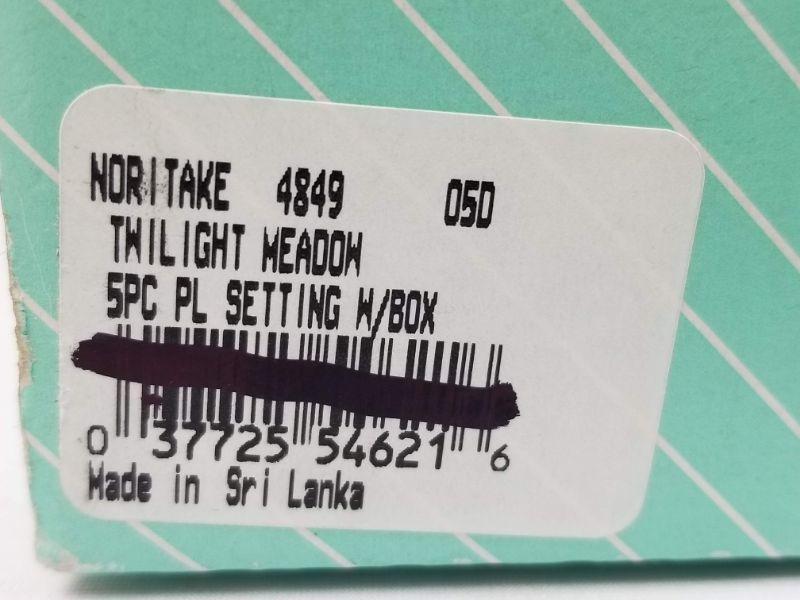 NORITAKE 4849 05D
TWILIGHT MEADOW
5PC PL SETTING W/BOX
0 37725 54621 6
Made in Sri Lanka